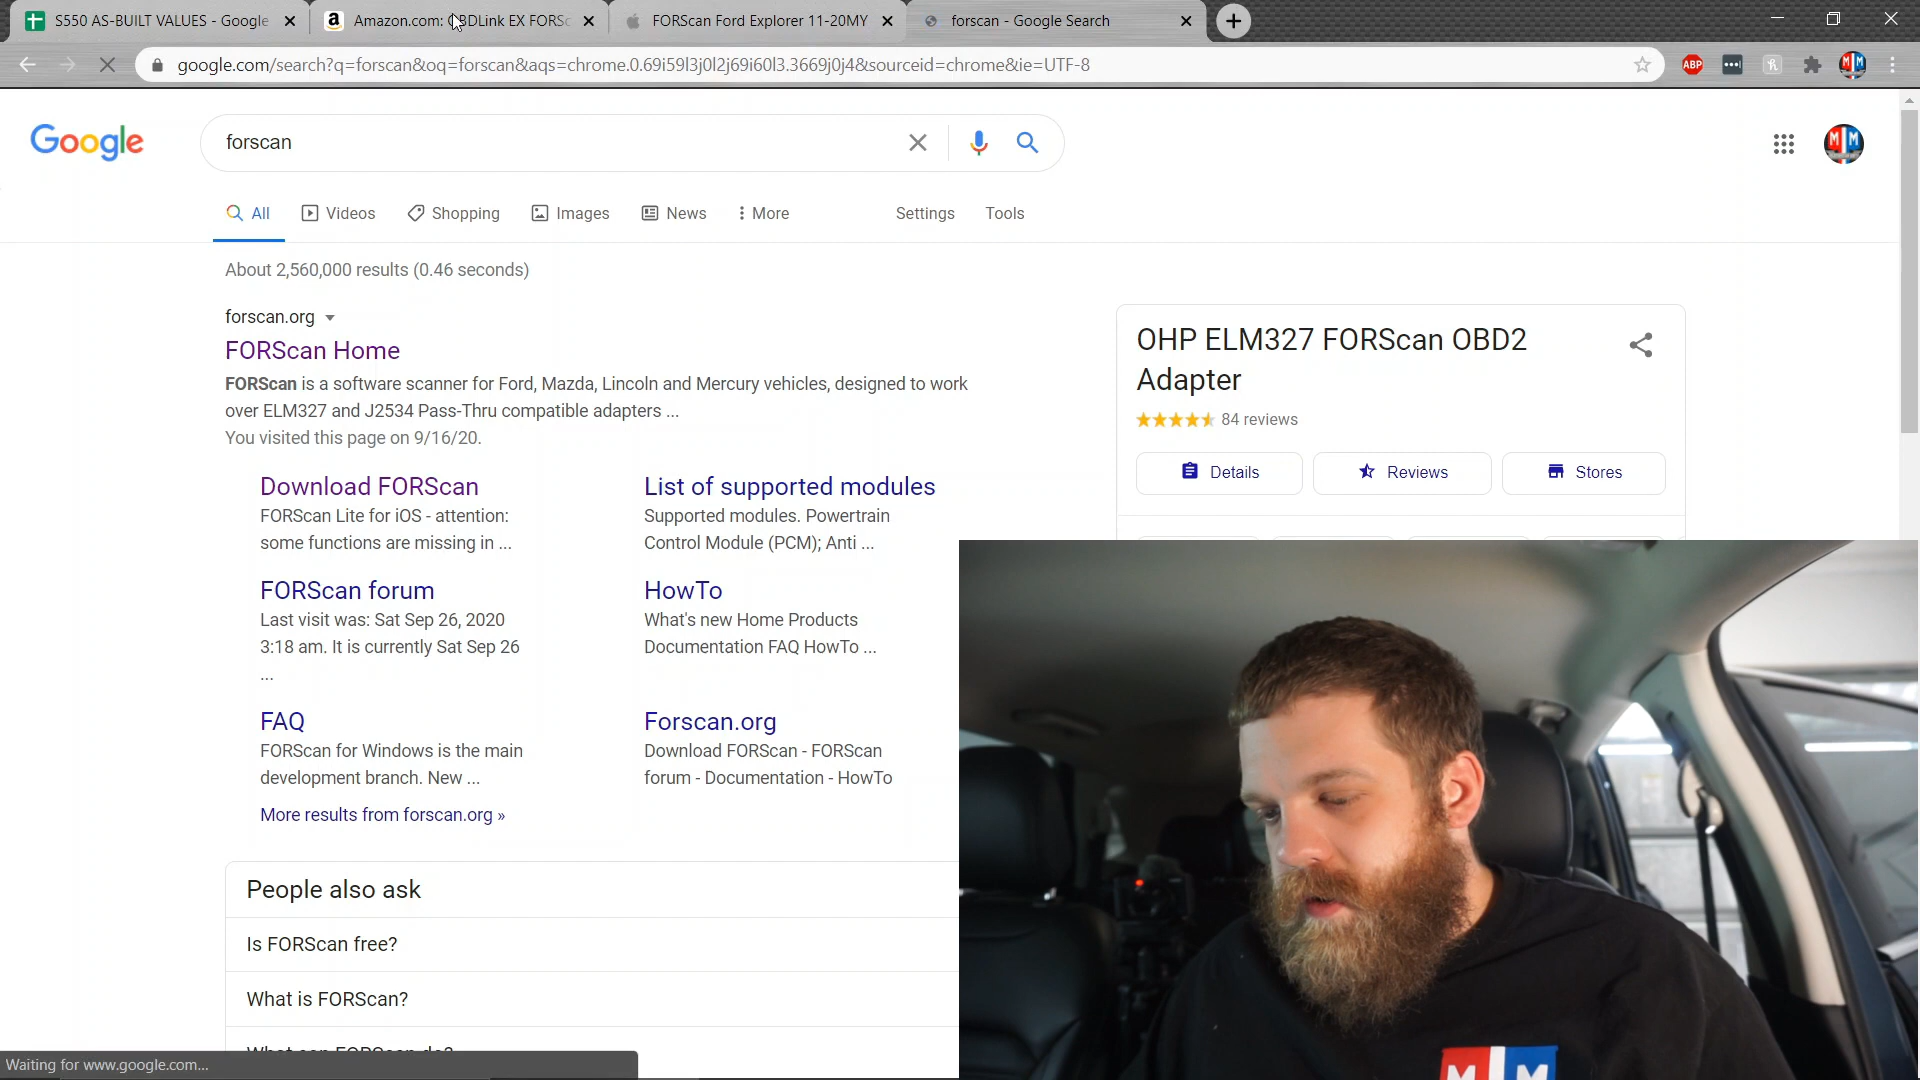 S550 AS-BUILT VALUES - Google
Amazon.com: OBDLink EX FORSc
FORScan Ford Explorer 11-20MY
forscan - Google Search
google.com/search?q=forscan&oq=forscan&aqs=chrome.0.69i59l3j0l2j69i60l3.3669j0j4&sourceid=chrome&ie=UTF-8
ABP
Google
forscan
All
Videos
Shopping
Images
News
More
Settings
Tools
About 2,560,000 results (0.46 seconds)
forscan.org
FORScan Home
FORScan is a software scanner for Ford, Mazda, Lincoln and Mercury vehicles, designed to work
over ELM327 and J2534 Pass-Thru compatible adapters ...
You visited this page on 9/16/20.
Download FORScan
FORScan Lite for iOS - attention:
some functions are missing in ...
List of supported modules
Supported modules. Powertrain
Control Module (PCM); Anti ...
FORScan forum
Last visit was: Sat Sep 26, 2020
3:18 am. It is currently Sat Sep 26
...
HowTo
What's new Home Products
Documentation FAQ HowTo ...
FAQ
FORScan for Windows is the main
development branch. New ...
Forscan.org
Download FORScan - FORScan
forum - Documentation - HowTo
More results from forscan.org »
People also ask
Is FORScan free?
What is FORScan?
What can FORScan do?
Waiting for www.google.com...
OHP ELM327 FORScan OBD2
Adapter
84 reviews
Details
Reviews
Stores
M M